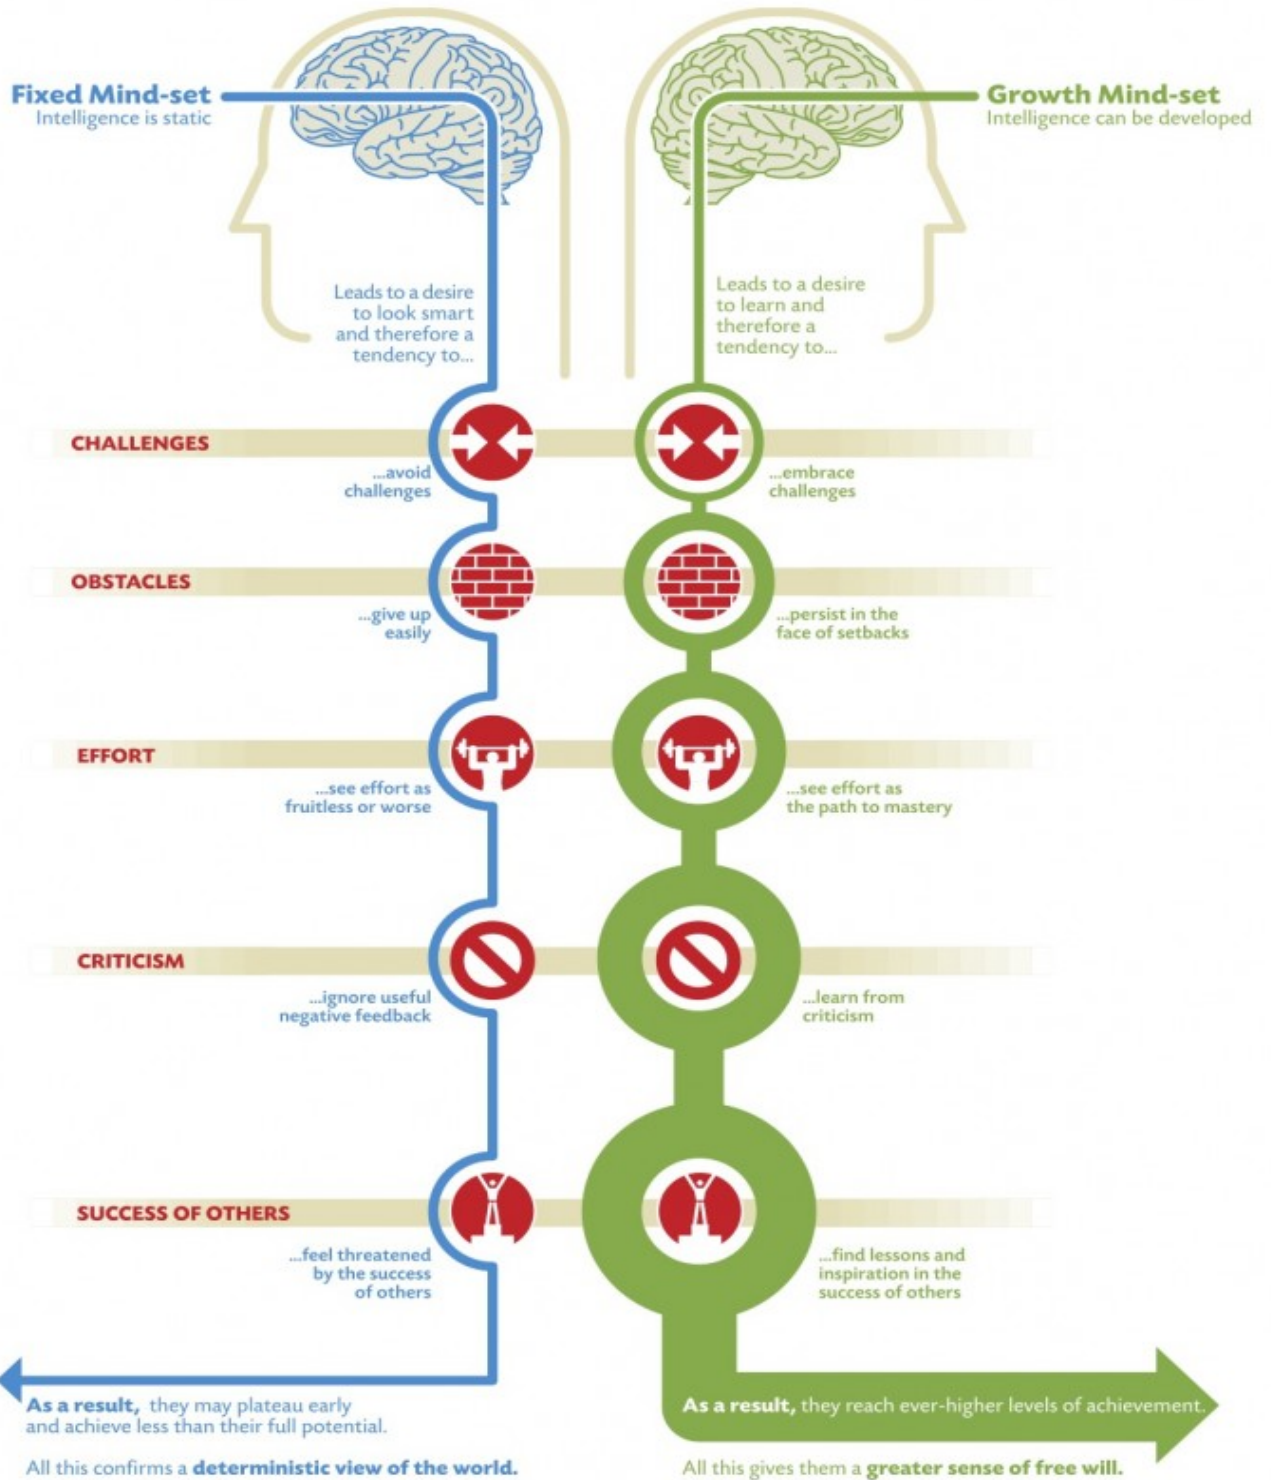 Fixed Mind-set
Intelligence is static
Growth Mind-set
Intelligence can be developed
Leads to a desire
to look smart
and therefore a
tendency to...
Leads to a desire
to learn and
therefore a
tendency to...
CHALLENGES
...avoid
challenges
...embrace
challenges
OBSTACLES
...give up
easily
...persist in the
face of setbacks
EFFORT
...see effort as
fruitless or worse
...see effort as
the path to mastery
CRITICISM
...ignore useful
negative feedback
...learn from
criticism
SUCCESS OF OTHERS
...feel threatened
by the success
of others
...find lessons and
inspiration in the
success of others
As a result, they may plateau early
and achieve less than their full potential.
All this confirms a deterministic view of the world.
As a result, they reach ever-higher levels of achievement.
All this gives them a greater sense of free will.